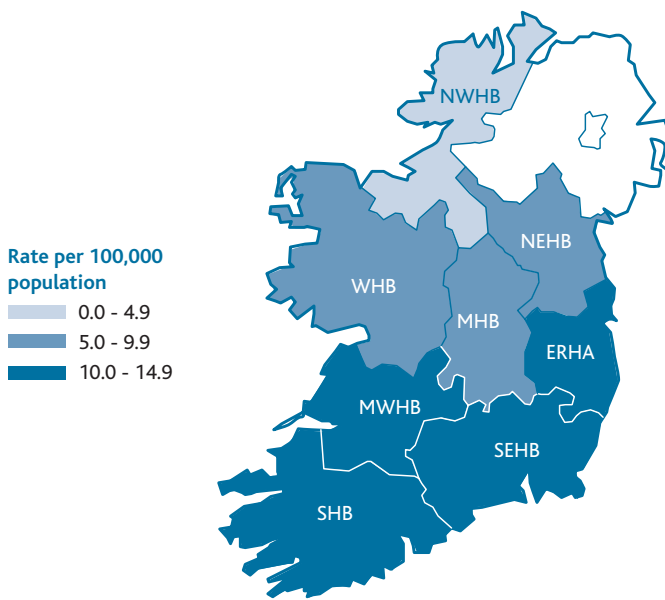 NWHB
Rate per 100,000
population
0.0 - 4.9
5.0 - 9.9
10.0 - 14.9
NEHB
WHB
MHB
ERHA
MWHB
SEHB
SHB